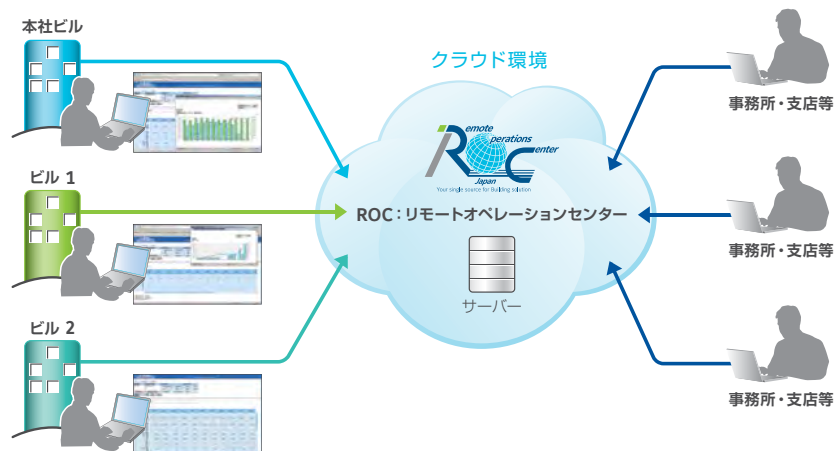 本社ビル
クラウド環境
事務所・支店等
Remote
Operations
Center
Japan
Your single source for Building solution
ビル 1
ROC：リモートオペレーションセンター
事務所・支店等
サーバー
ビル 2
事務所・支店等